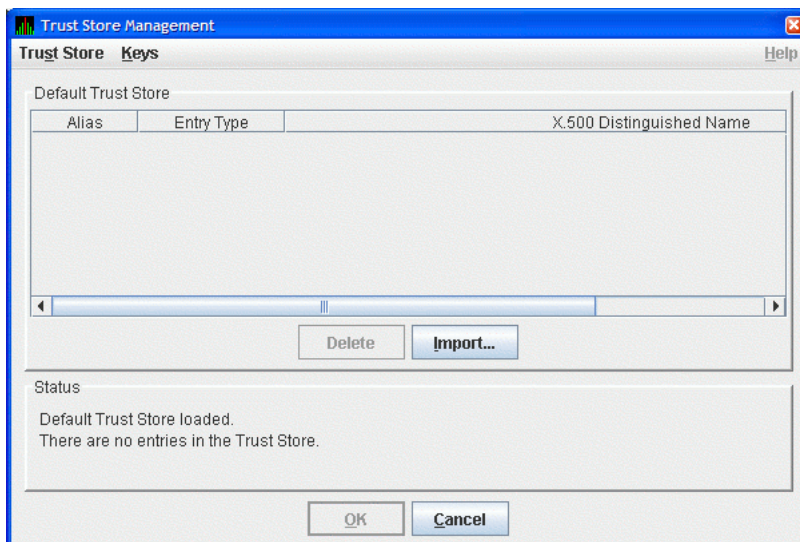 Trust Store Management
Trust Store Keys Help
Default Trust Store
Alias Entry Type X.500 Distinguished Name
Delete Import...
Status
Default Trust Store loaded.
There are no entries in the Trust Store.
OK Cancel